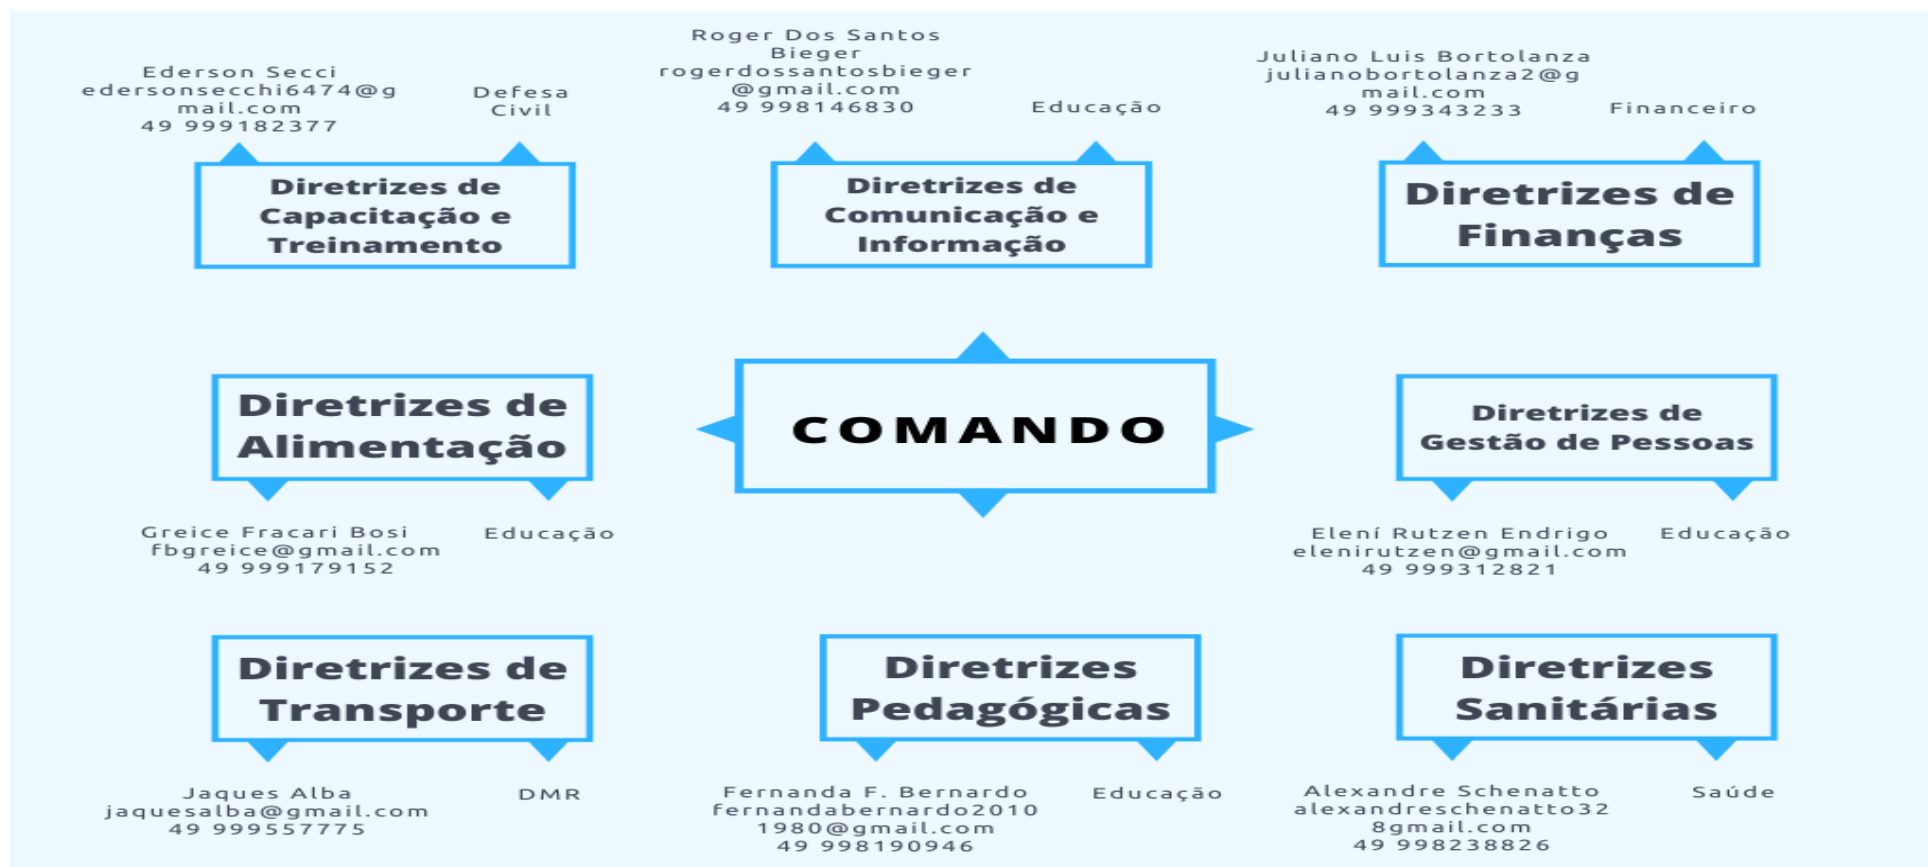 Ederson Secci
edersonsecchi6474@g
mail.com
49 999182377
Defesa
Civil
Diretrizes de
Capacitação e
Treinamento
Roger Dos Santos
Bieger
rogerdossantosbieger
@gmail.com
49 998146830
Educação
Diretrizes de
Comunicação e
Informação
Juliano Luis Bortolanza
julianobortolanza2@g
mail.com
49 999343233
Financeiro
Diretrizes de
Finanças
Diretrizes de
Alimentação
Greice Fracari Bosi
fbgreice@gmail.com
49 999179152
Educação
COMANDO
Diretrizes de
Gestão de Pessoas
Elení Rutzen Endrigo
elenirutzen@gmail.com
49 999312821
Educação
Diretrizes de
Transporte
Jaques Alba
jaquesalba@gmail.com
49 999557775
DMR
Diretrizes
Pedagógicas
Fernanda F. Bernardo
fernandabernardo2010
1980@gmail.com
49 998190946
Educação
Diretrizes
Sanitárias
Alexandre Schenatto
alexandreschenatto32
8gmail.com
49 998238826
Saúde